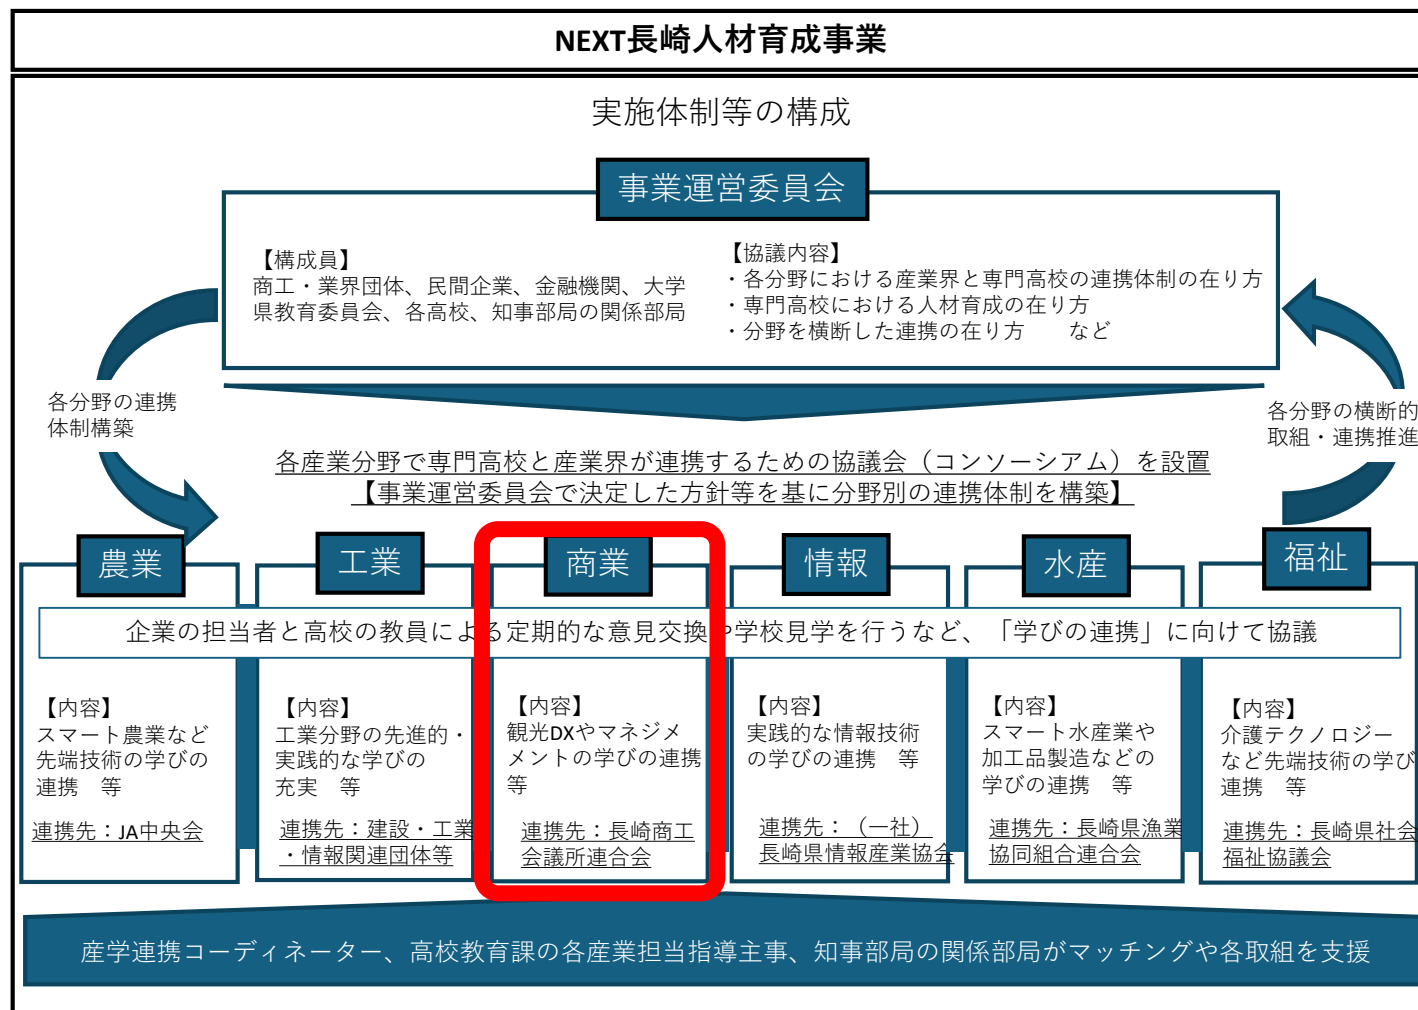 NEXT長崎人材育成事業
実施体制等の構成
事業運営委員会
【構成員】
商工・業界団体、民間企業、金融機関、大学
県教育委員会、各高校、知事部局の関係部局
【協議内容】
・各分野における産業界と専門高校の連携体制の在り方
・専門高校における人材育成の在り方
・分野を横断した連携の在り方　　など
各分野の連携
体制構築
各分野の横断的
取組・連携推進
各産業分野で専門高校と産業界が連携するための協議会（コンソーシアム）を設置
【事業運営委員会で決定した方針等を基に分野別の連携体制を構築】
農業
工業
商業
情報
水産
福祉
企業の担当者と高校の教員による定期的な意見交換や学校見学を行うなど、「学びの連携」に向けて協議
【内容】
スマート農業など
先端技術の学びの
連携　等
連携先：JA中央会
【内容】
工業分野の先進的・
実践的な学びの
充実　等
連携先：建設・工業
・情報関連団体等
【内容】
観光DXやマネジメ
メントの学びの連携
等
連携先：長崎商工
会議所連合会
【内容】
実践的な情報技術
の学びの連携　等
連携先：（一社）
長崎県情報産業協会
【内容】
スマート水産業や
加工品製造などの
学びの連携　等
連携先：長崎県漁業
協同組合連合会
【内容】
介護テクノロジー
など先端技術の学び
連携　等
連携先：長崎県社会
福祉協議会
産学連携コーディネーター、高校教育課の各産業担当指導主事、知事部局の関係部局がマッチングや各取組を支援